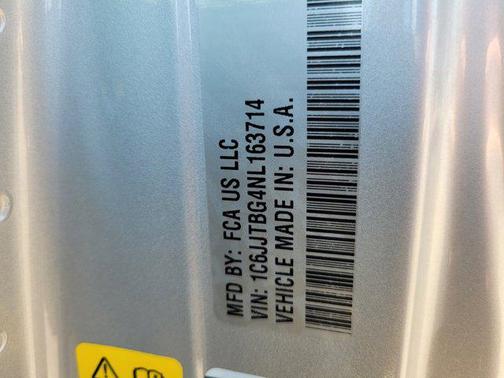 MFD BY: FCA US LLC
VIN: 1C6JJTBG4NL163714
VEHICLE MADE IN: U.S.A.